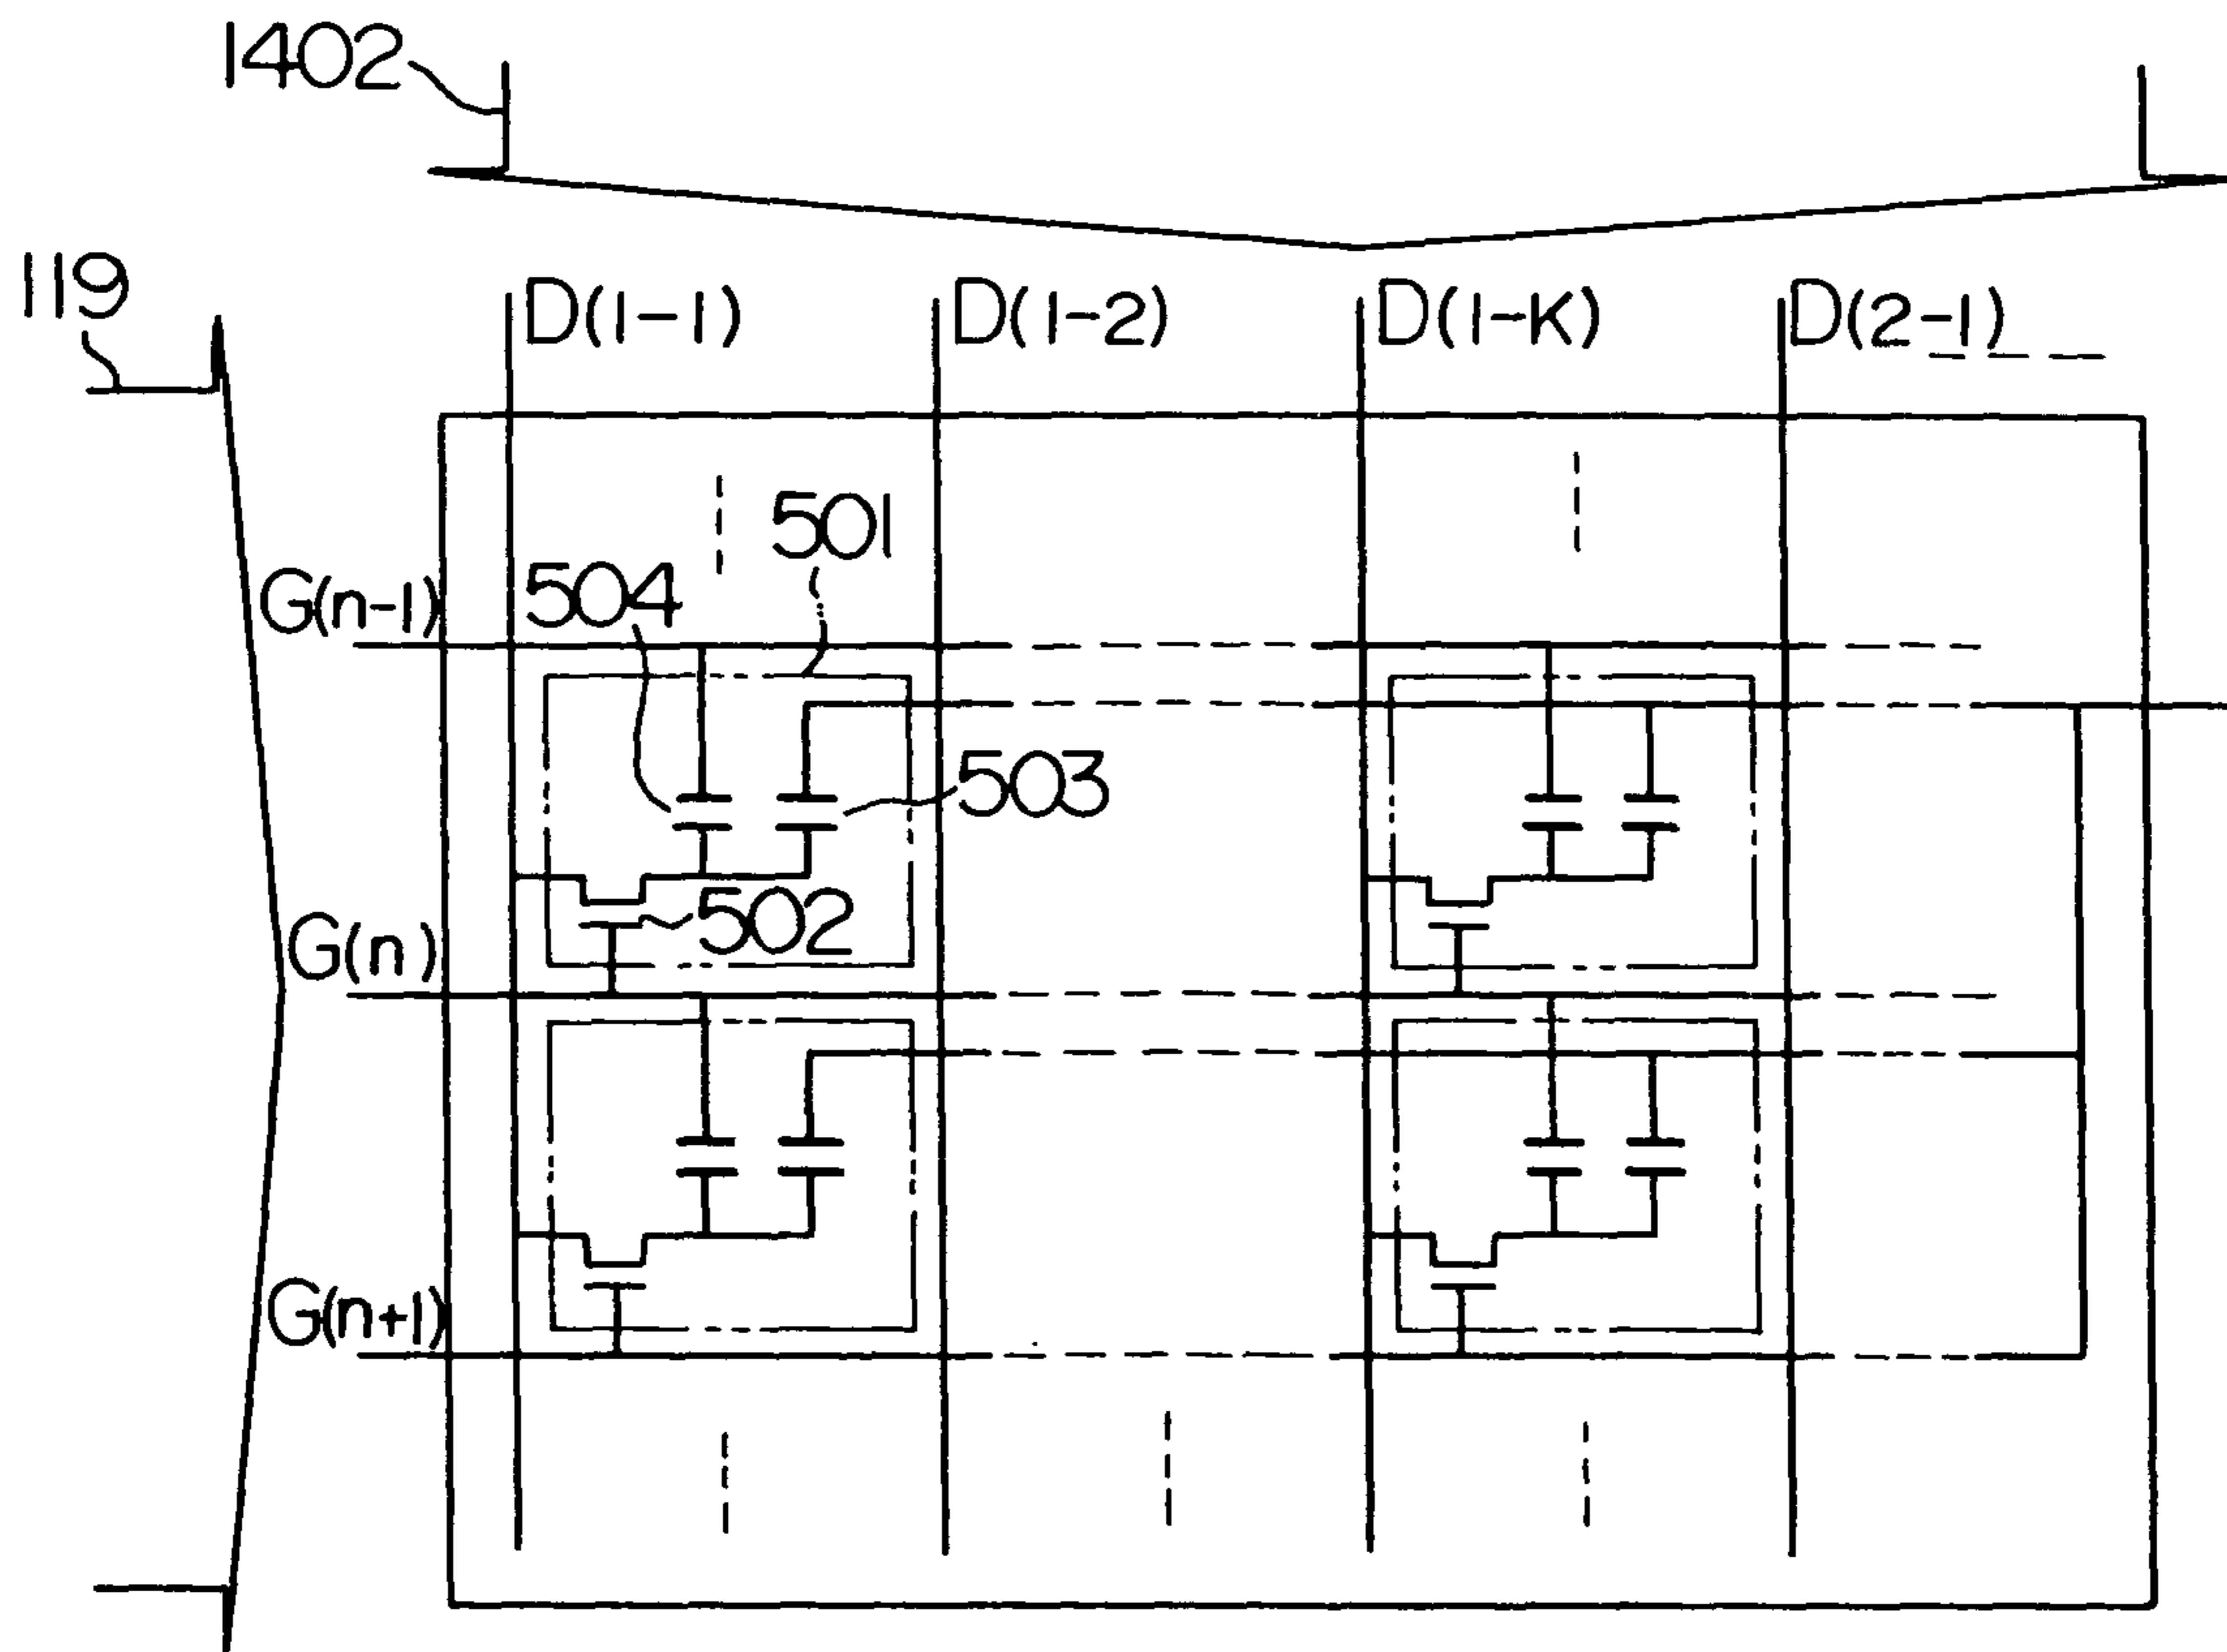 1402
119
D(1-1) D(1-2) D(1-K) D(2-1)
501
504
G(n-1)
503
502
G(n)
G(n+1)